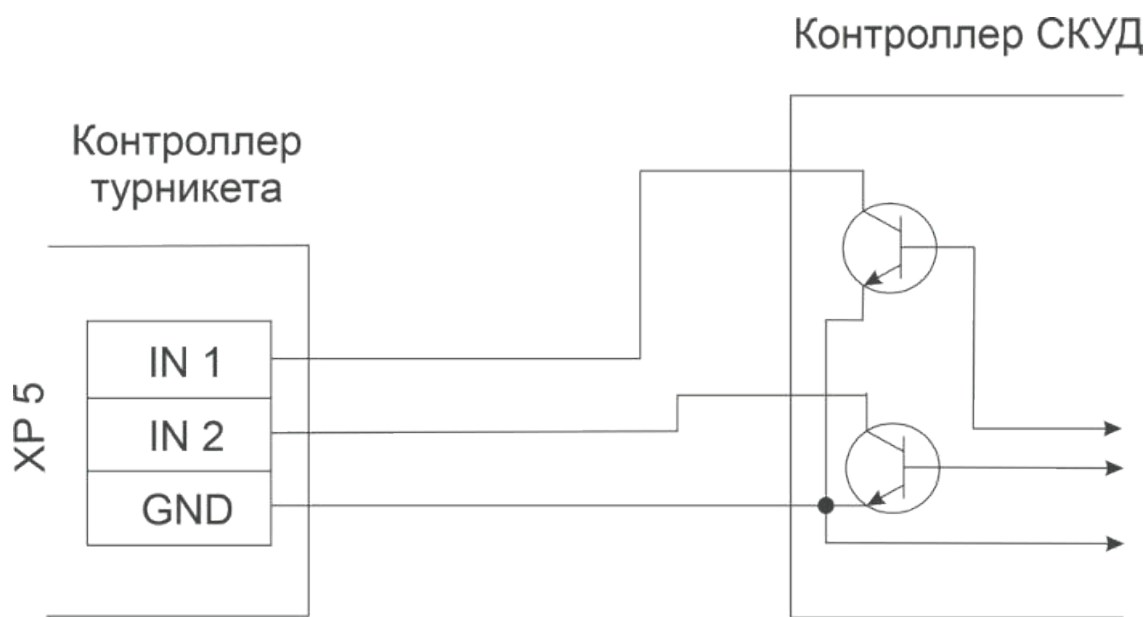 Контроллер СКУД
Контроллер
турникета
XP 5
IN 1
IN 2
GND